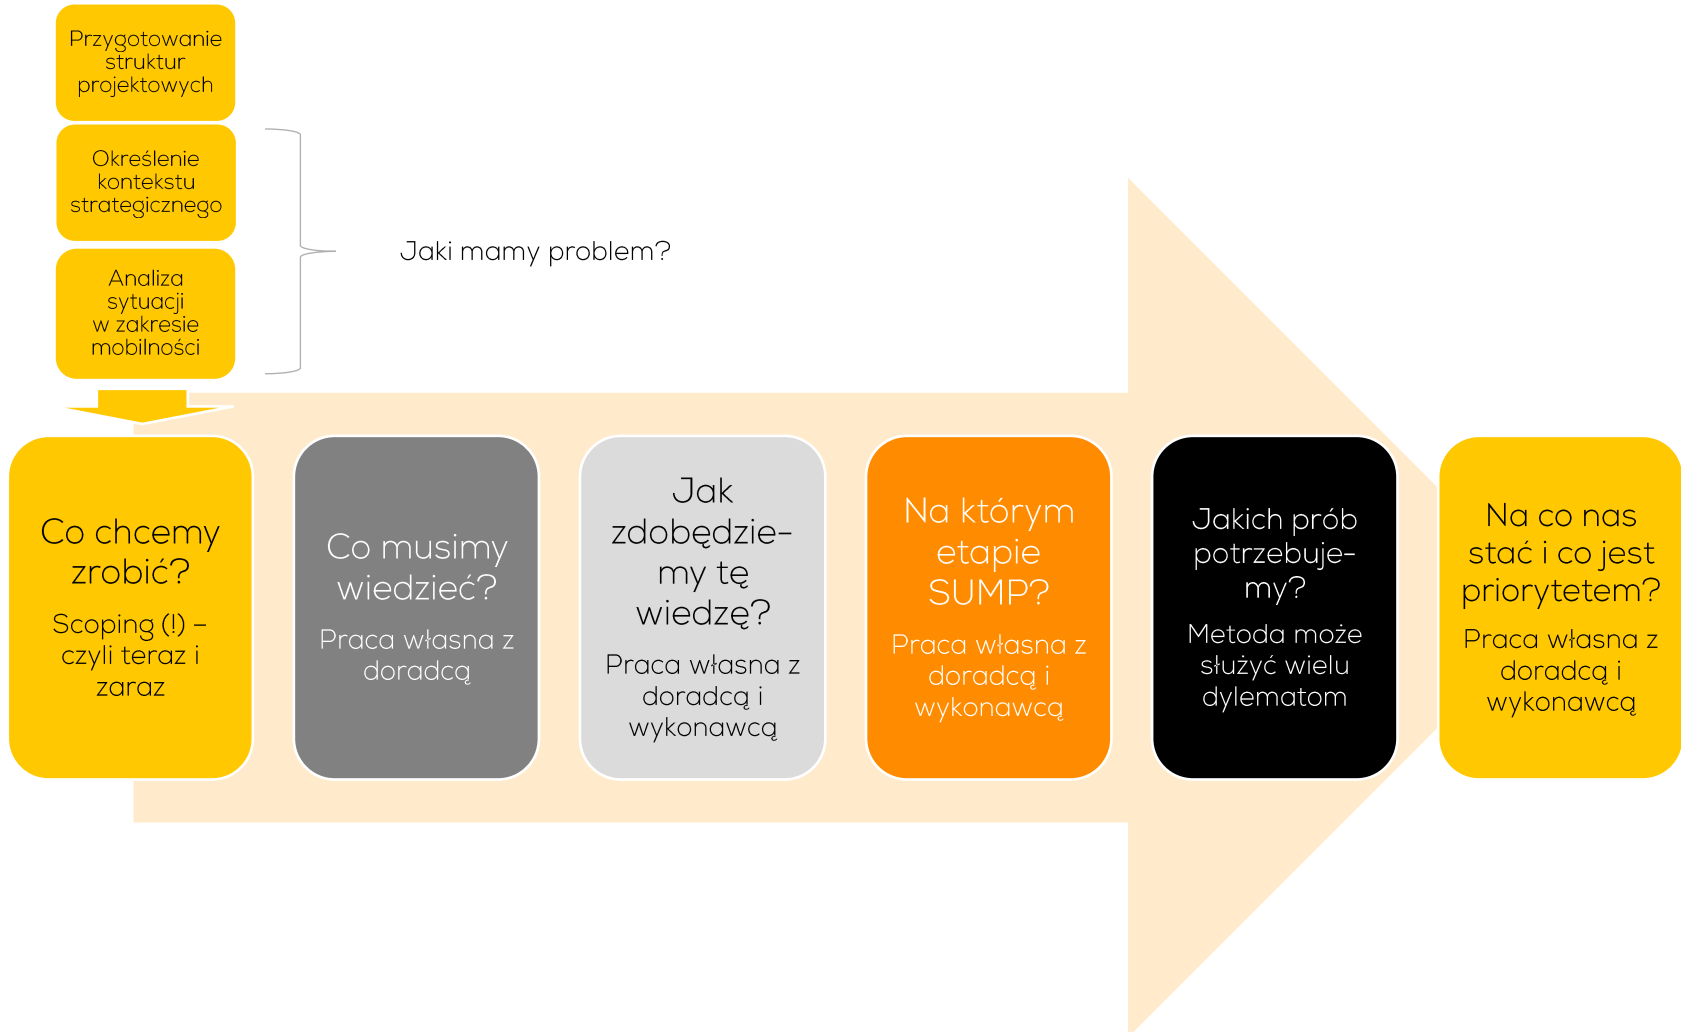 Przygotowanie
struktur
projektowych
Określenie
kontekstu
strategicznego
Analiza
sytuacji
w zakresie
mobilności
Jaki mamy problem?
Co chcemy
zrobić?
Scoping (!) –
czyli teraz i
zaraz
Co musimy
wiedzieć?
Praca własna z
doradcą
Jak
zdobędzie-
my tę
wiedzę?
Praca własna z
doradcą i
wykonawcą
Na którym
etapie
SUMP?
Praca własna z
doradcą i
wykonawcą
Jakich prób
potrzebuje-
my?
Metoda może
służyć wielu
dylematom
Na co nas
stać i co jest
priorytetem?
Praca własna z
doradcą i
wykonawcą